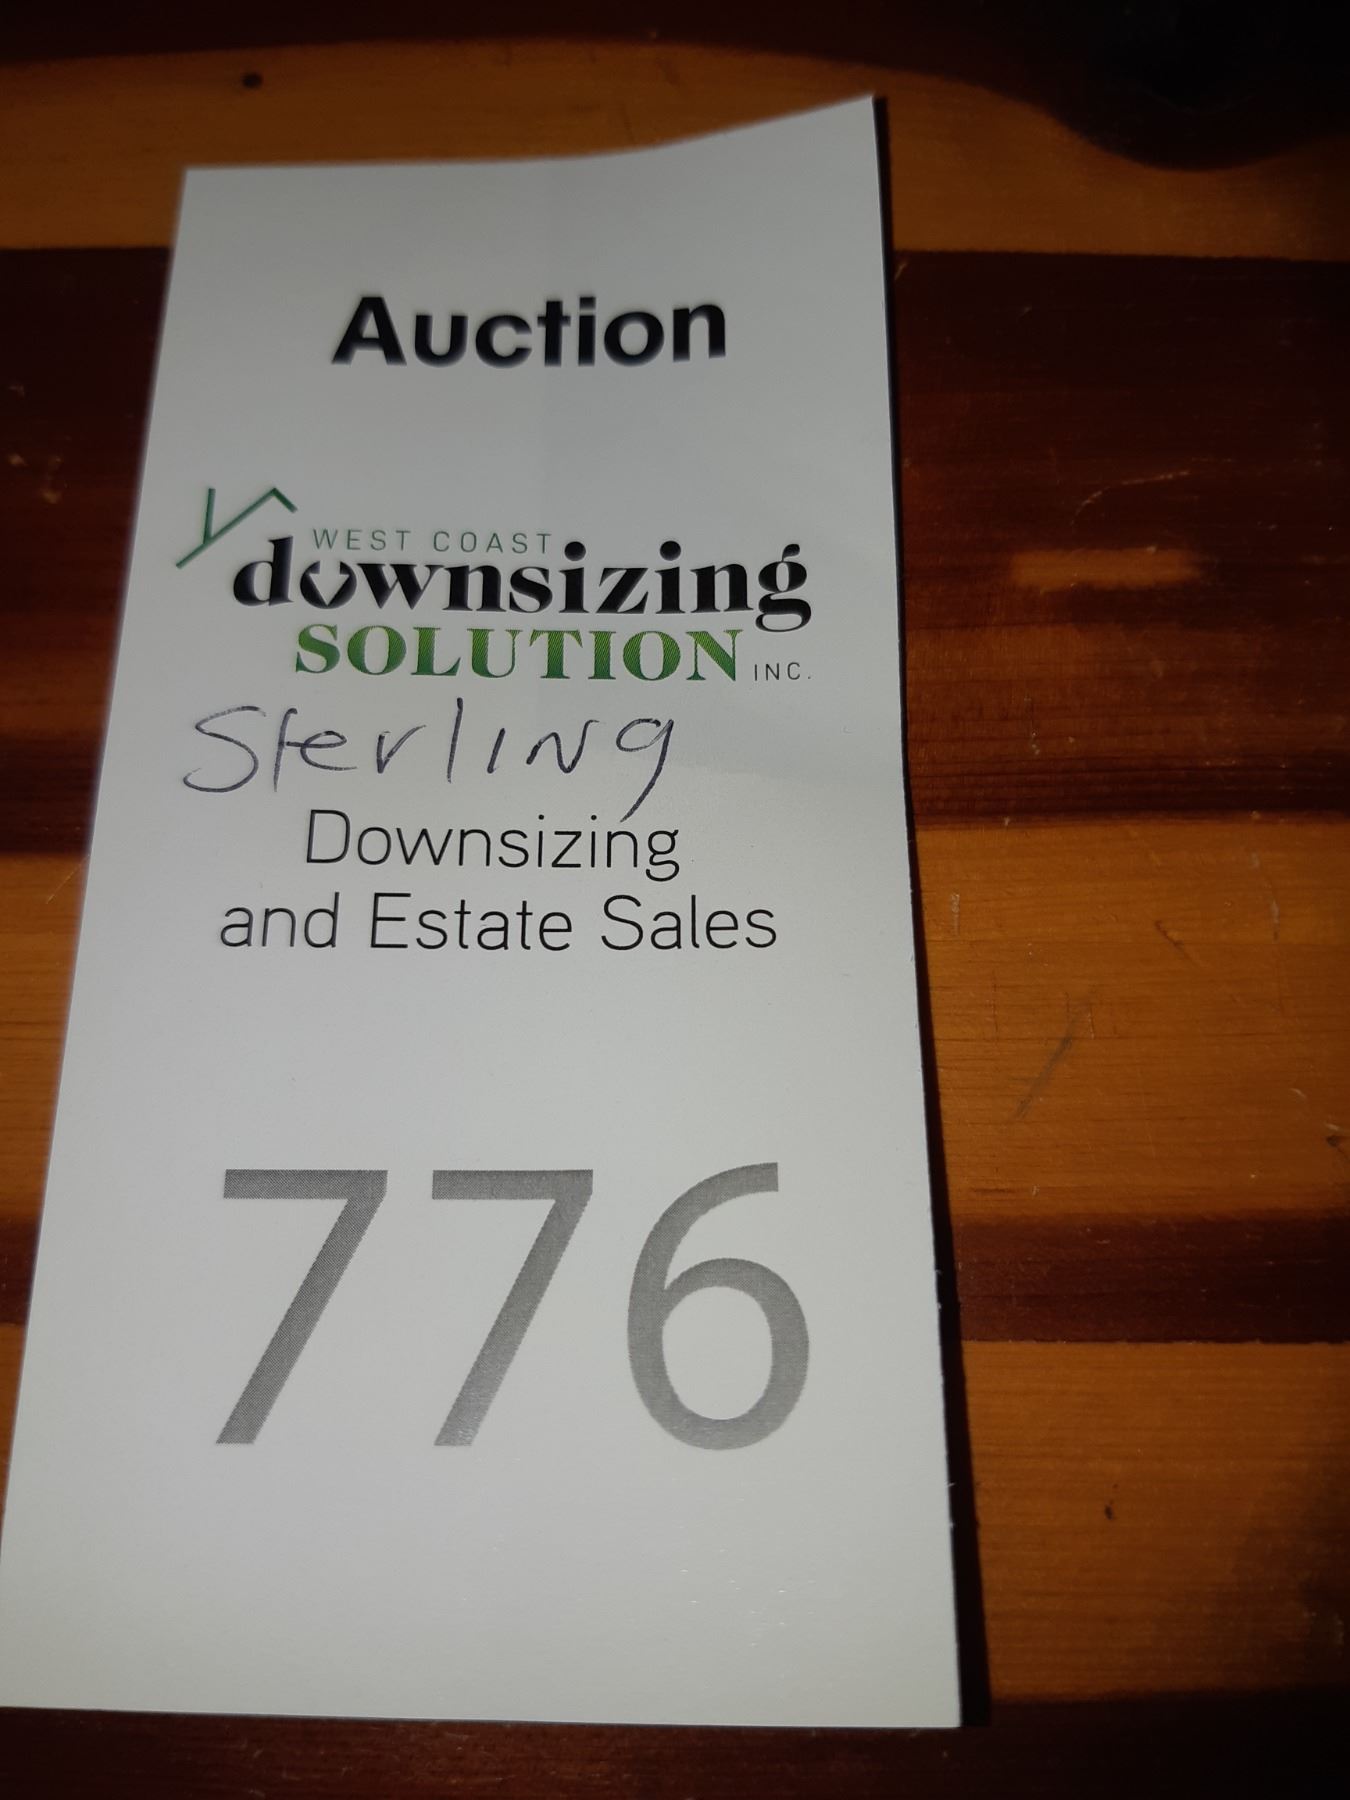 Auction
WEST COAST
downsizing
SOLUTION INC.
Sterling
Downsizing
and Estate Sales
776